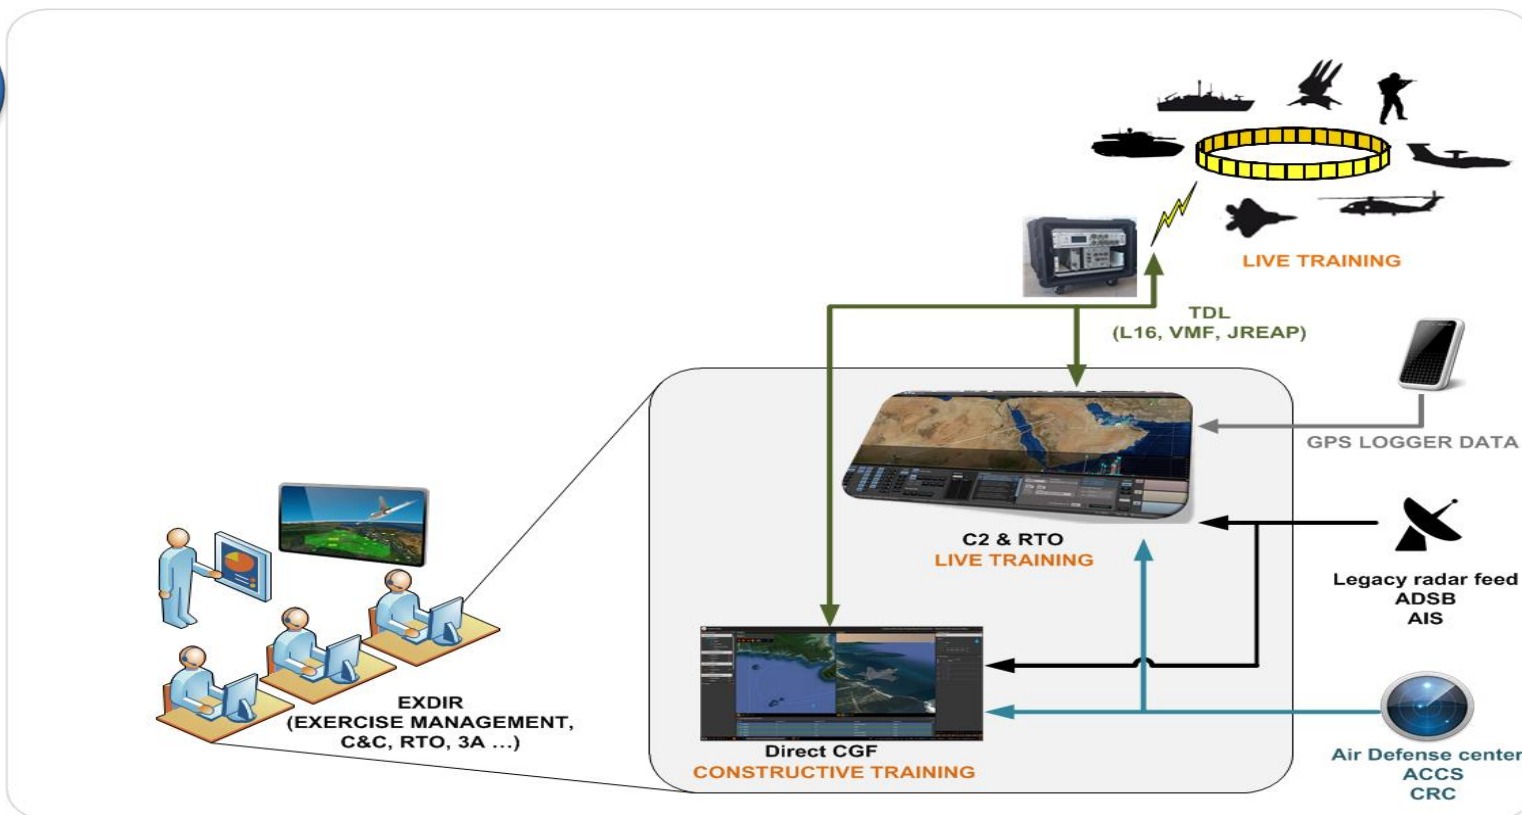 LIVE TRAINING
TDL
(L16, VMF, JREAP)
GPS LOGGER DATA
C2 & RTO
LIVE TRAINING
Legacy radar feed
ADSB
AIS
EXDIR
(EXERCISE MANAGEMENT,
C&C, RTO, 3A ...)
Direct CGF
CONSTRUCTIVE TRAINING
Air Defense center
ACCS
CRC